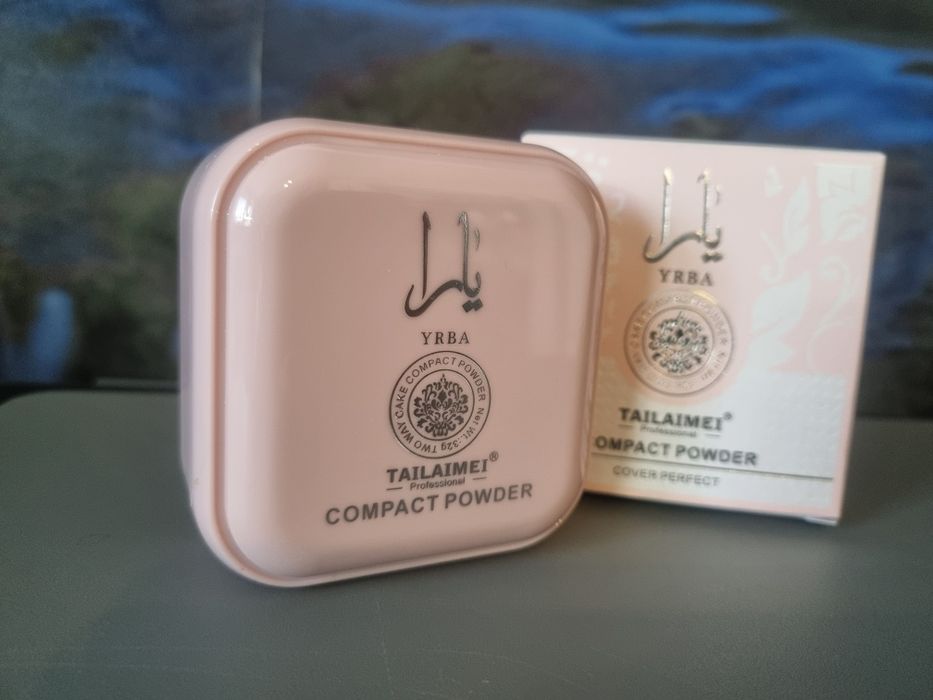 يارا
YRBA
TWO WAY CAKE COMPACT POWDER Net Wt.:32g
TAILAIMEI®
Professional
COMPACT POWDER
يارا
YRBA
TAILAIMEI®
Professional
OMPACT POWDER
COVER PERFECT